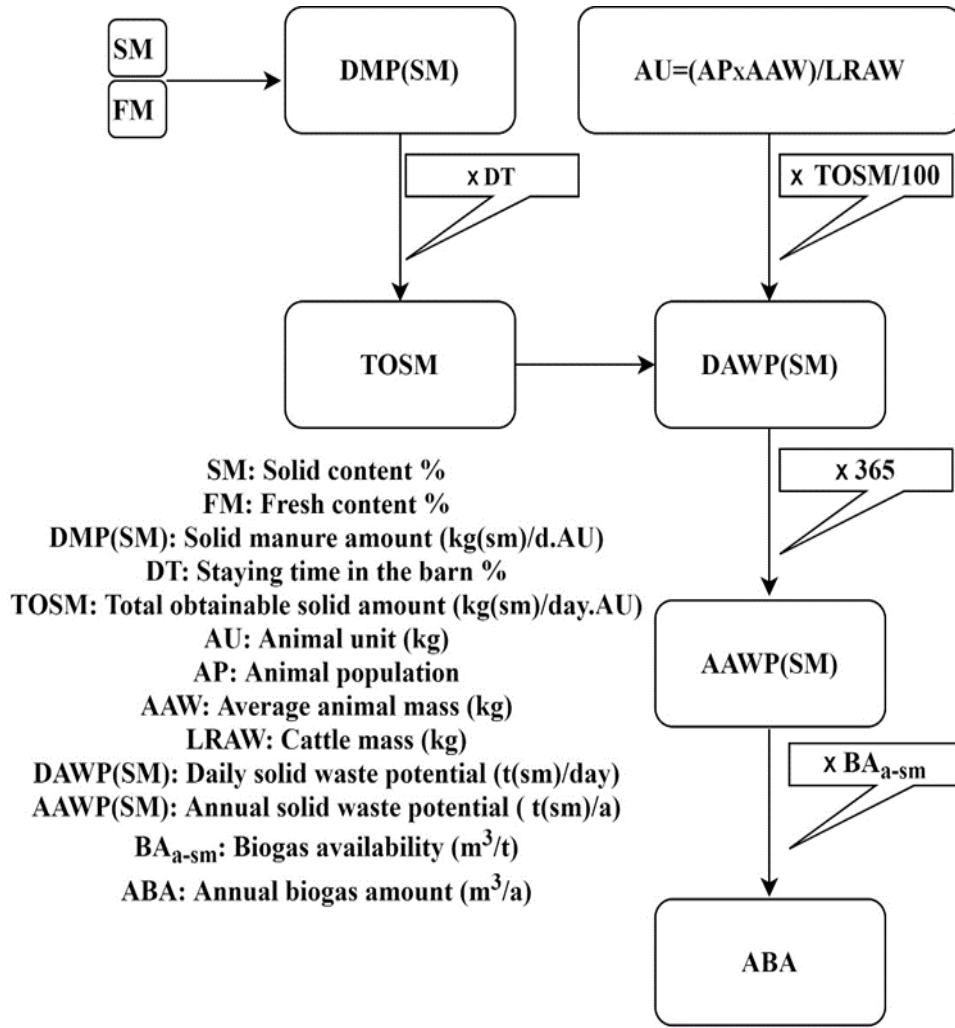 SM
FM
DMP(SM)
AU=(APxAAW)/LRAW
x DT
x TOSM/100
TOSM
DAWP(SM)
x 365
SM: Solid content %
FM: Fresh content %
DMP(SM): Solid manure amount (kg(sm)/d.AU)
DT: Staying time in the barn %
TOSM: Total obtainable solid amount (kg(sm)/day.AU)
AU: Animal unit (kg)
AP: Animal population
AAW: Average animal mass (kg)
LRAW: Cattle mass (kg)
DAWP(SM): Daily solid waste potential (t(sm)/day)
AAWP(SM): Annual solid waste potential ( t(sm)/a)
BAa-sm: Biogas availability (m³/t)
ABA: Annual biogas amount (m³/a)
AAWP(SM)
x BAa-sm
ABA